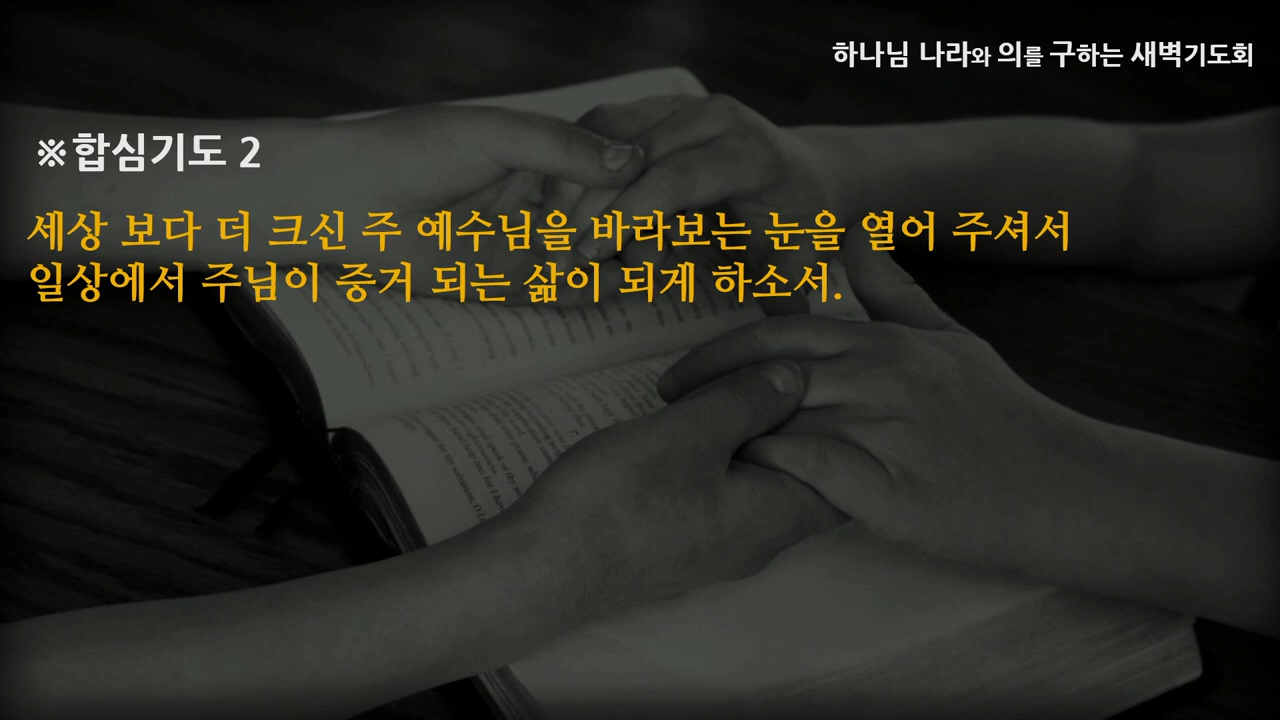 하나님 나라와 의를 구하는 새벽기도회
※합심기도 2
세상 보다 더 크신 주 예수님을 바라보는 눈을 열어 주셔서
일상에서 주님이 증거 되는 삶이 되게 하소서.